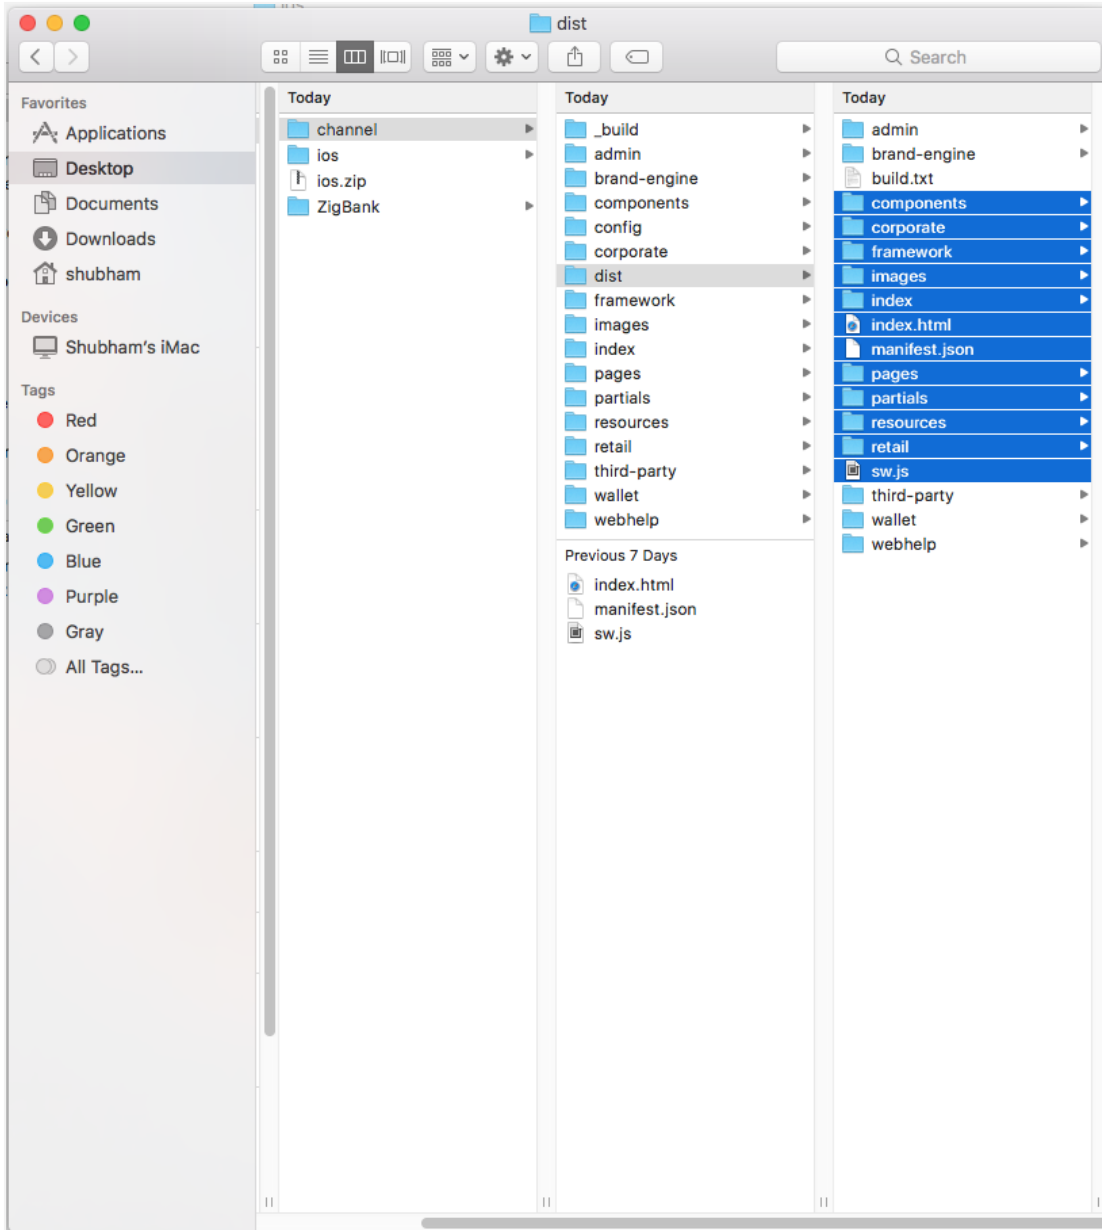 dist
Search
Favorites
Applications
Desktop
Documents
Downloads
shubham
Devices
Shubham's iMac
Tags
Red
Orange
Yellow
Green
Blue
Purple
Gray
All Tags...
Today
channel
ios
ios.zip
ZigBank
Today
_build
admin
brand-engine
components
config
corporate
dist
framework
images
index
pages
partials
resources
retail
third-party
wallet
webhelp
Previous 7 Days
index.html
manifest.json
sw.js
Today
admin
brand-engine
build.txt
components
corporate
framework
images
index
index.html
manifest.json
pages
partials
resources
retail
sw.js
third-party
wallet
webhelp